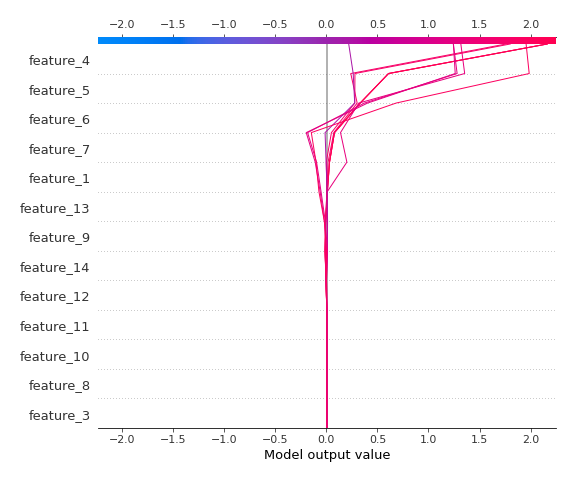 −2.0 −1.5 −1.0 −0.5 0.0 0.5 1.0 1.5 2.0
feature_4
feature_5
feature_6
feature_7
feature_1
feature_13
feature_9
feature_14
feature_12
feature_11
feature_10
feature_8
feature_3
−2.0 −1.5 −1.0 −0.5 0.0 0.5 1.0 1.5 2.0
Model output value